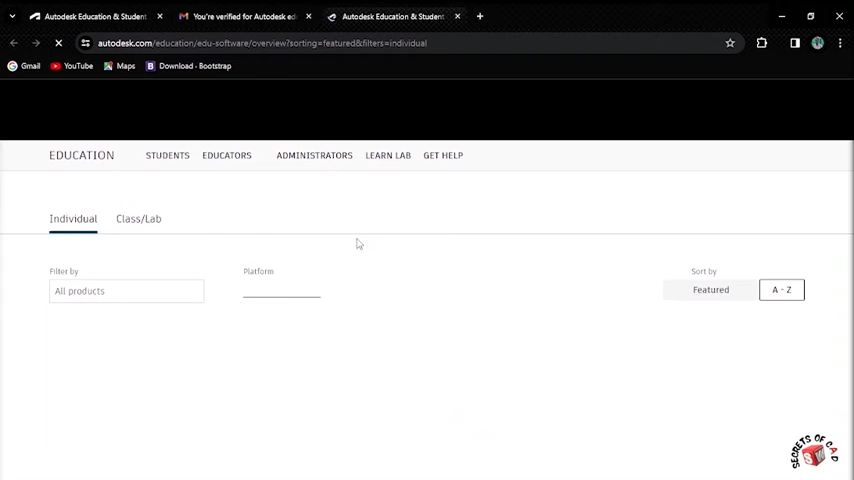 Autodesk Education & Student
You're verified for Autodesk edu
Autodesk Education & Student
autodesk.com/education/edu-software/overview?sorting=featured&filters=individual
Gmail YouTube Maps Download - Bootstrap
EDUCATION STUDENTS EDUCATORS ADMINISTRATORS LEARN LAB GET HELP
Individual Class/Lab
Filter by Platform Sort by
All products Featured A - Z
SECRETS OF CAD